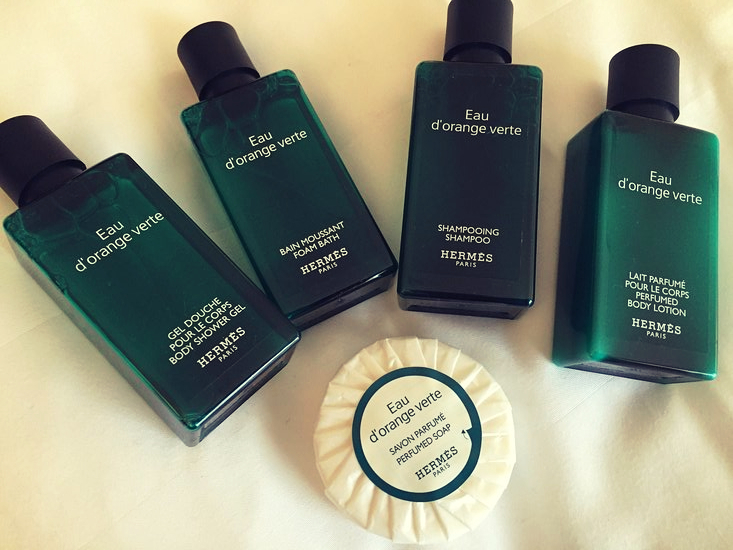 Eau
d'orange verte
GEL DOUCHE
POUR LE CORPS
BODY SHOWER GEL
HERMÈS
PARIS
Eau
d'orange verte
BAIN MOUSSANT
FOAM BATH
HERMÈS
PARIS
Eau
d'orange verte
SHAMPOOING
SHAMPOO
HERMÈS
PARIS
Eau
d'orange verte
LAIT PARFUMÉ
POUR LE CORPS
PERFUMED
BODY LOTION
HERMÈS
PARIS
Eau
d'orange verte
SAVON PARFUMÉ
PERFUMED SOAP
HERMÈS
PARIS